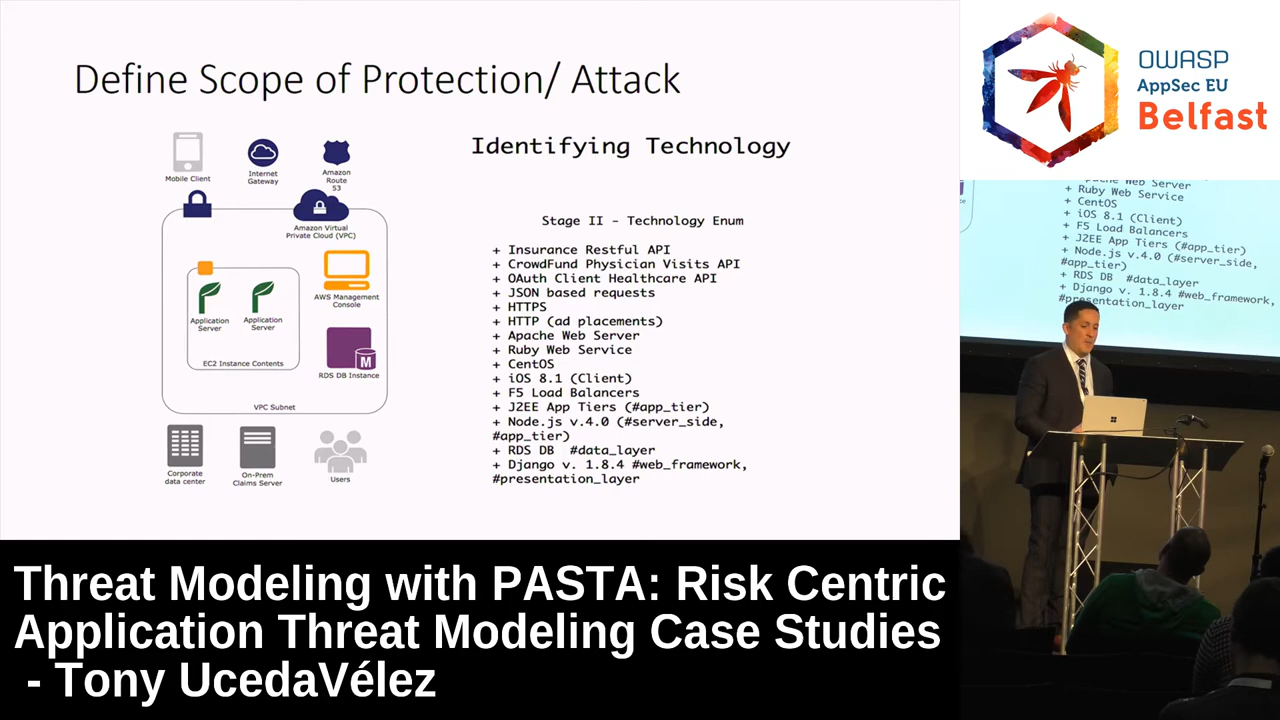 Define Scope of Protection/ Attack
Mobile Client
Internet
Gateway
Amazon
Route
53
Amazon Virtual
Private Cloud (VPC)
Application
Server
Application
Server
EC2 Instance Contents
AWS Management
Console
M
RDS DB Instance
VPC Subnet
Corporate
data center
On-Prem
Claims Server
Users
Identifying Technology
Stage II - Technology Enum
+ Insurance Restful API
+ CrowdFund Physician Visits API
+ OAuth Client Healthcare API
+ JSON based requests
+ HTTPS
+ HTTP (ad placements)
+ Apache Web Server
+ Ruby Web Service
+ CentOS
+ iOS 8.1 (Client)
+ F5 Load Balancers
+ J2EE App Tiers (#app_tier)
+ Node.js v.4.0 (#server_side,
#app_tier)
+ RDS DB #data_layer
+ Django v. 1.8.4 #web_framework,
#presentation_layer
OWASP
AppSec EU
Belfast
Apache Web Server
+ Ruby Web Service
+ CentOS
+ iOS 8.1 (Client)
+ F5 Load Balancers
+ J2EE App Tiers (#app_tier)
+ Node.js v.4.0 (#server_side,
#app_tier)
+ RDS DB #data_layer
+ Django v. 1.8.4 #web_framework,
#presentation_layer
Threat Modeling with PASTA: Risk Centric
Application Threat Modeling Case Studies
- Tony UcedaVélez